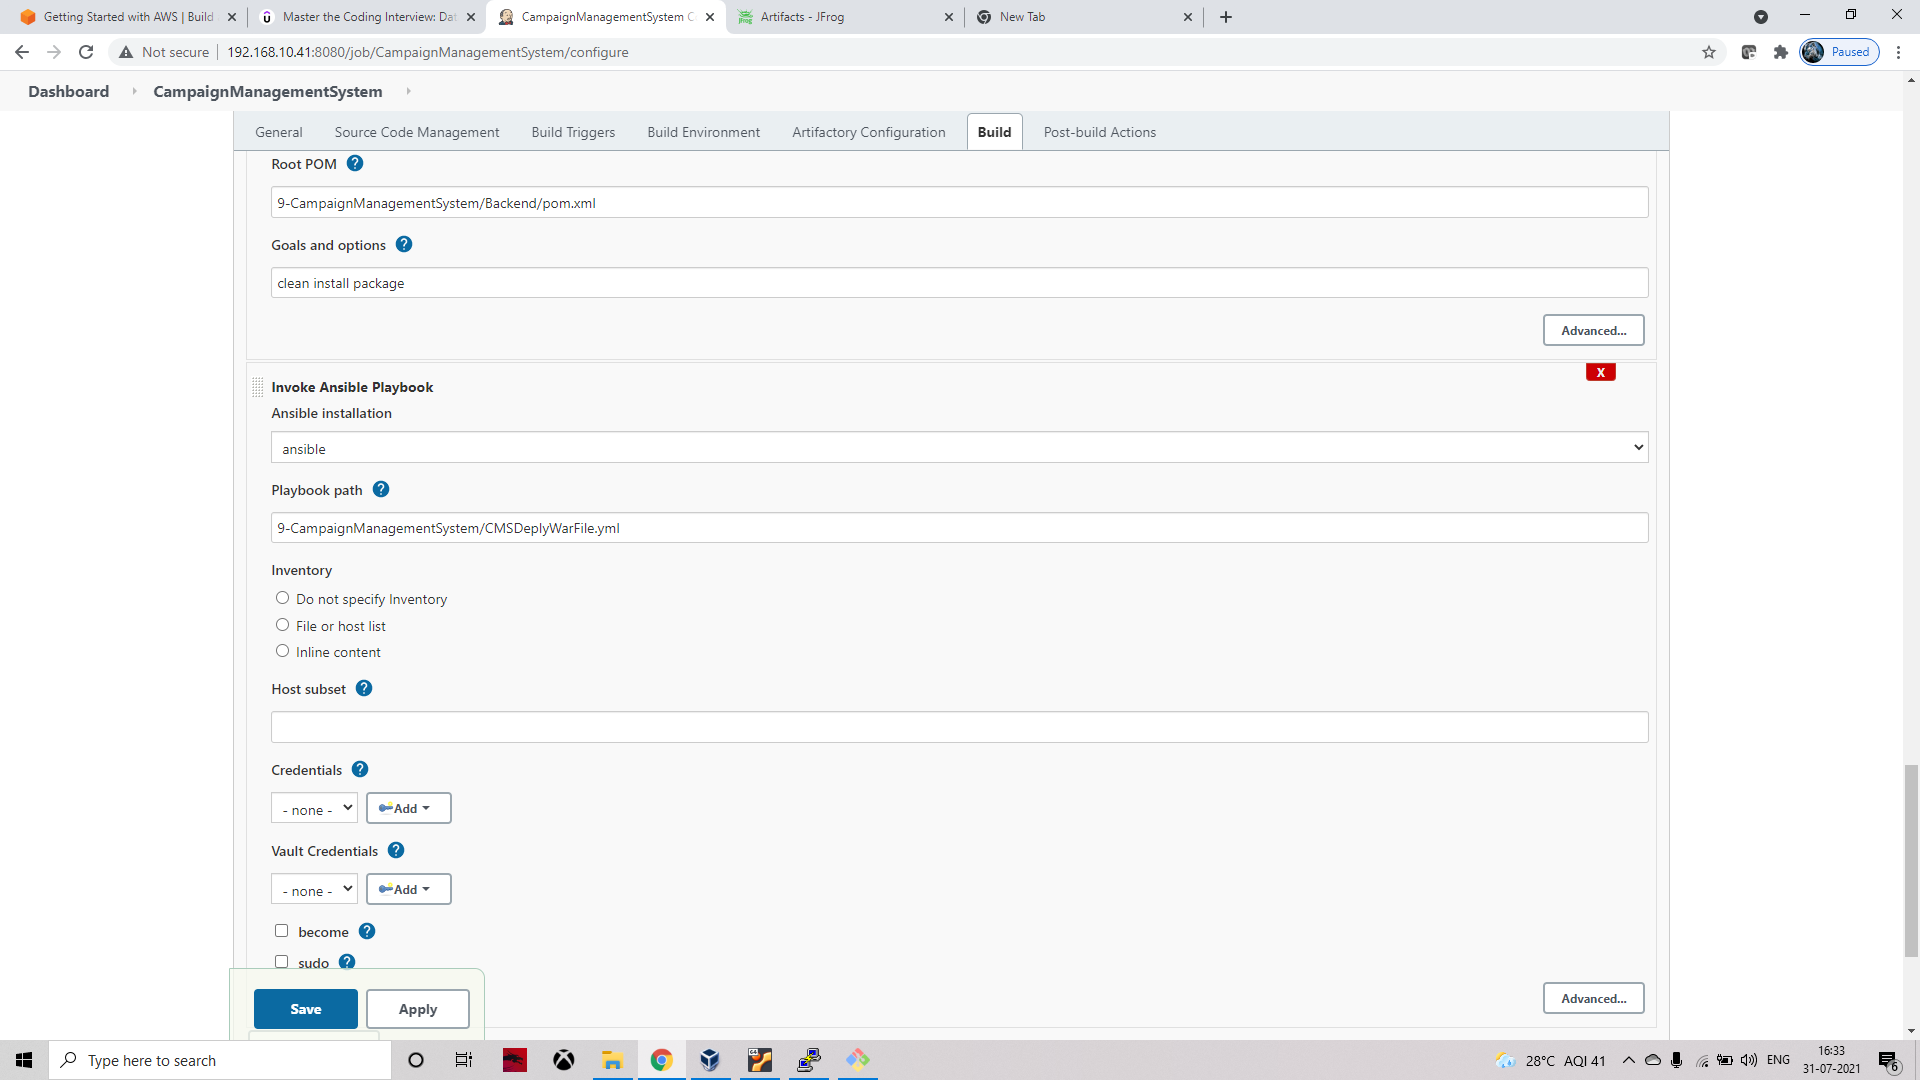 Getting Started with AWS | Build
Master the Coding Interview: Dat
CampaignManagementSystem C
Artifacts - JFrog
New Tab
Not secure
192.168.10.41:8080/job/CampaignManagementSystem/configure
Paused
Dashboard
CampaignManagementSystem
General
Source Code Management
Build Triggers
Build Environment
Artifactory Configuration
Build
Post-build Actions
Root POM ?
9-CampaignManagementSystem/Backend/pom.xml
Goals and options ?
clean install package
Advanced...
X
Invoke Ansible Playbook
Ansible installation
ansible
Playbook path ?
9-CampaignManagementSystem/CMSDeplyWarFile.yml
Inventory
Do not specify Inventory
File or host list
Inline content
Host subset ?
Credentials ?
- none -
Add
Vault Credentials ?
- none -
Add
become ?
sudo ?
Advanced...
Save
Apply
Type here to search
28°C AQI 41
ENG
16:33
31-07-2021
6